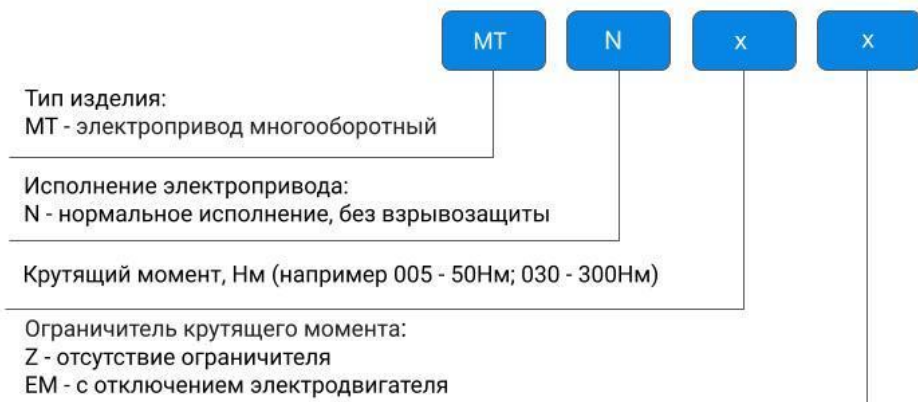 MT N x x
Тип изделия:
МТ - электропривод многооборотный
Исполнение электропривода:
N - нормальное исполнение, без взрывозащиты
Крутящий момент, Нм (например 005 - 50Нм; 030 - 300Нм)
Ограничитель крутящего момента:
Z - отсутствие ограничителя
EM - с отключением электродвигателя